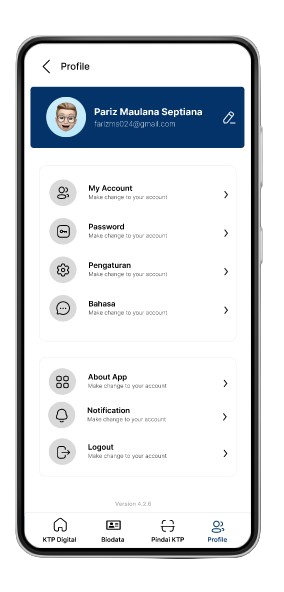 Profile
Pariz Maulana Septiana
farizms024@gmail.com
My Account
Make change to your account
Password
Make change to your account
Pengaturan
Make change to your account
Bahasa
Make change to your account
About App
Make change to your account
Notification
Make change to your account
Logout
Make change to your account
Version 4.2.6
KTP Digital Biodata Pindai KTP Profile